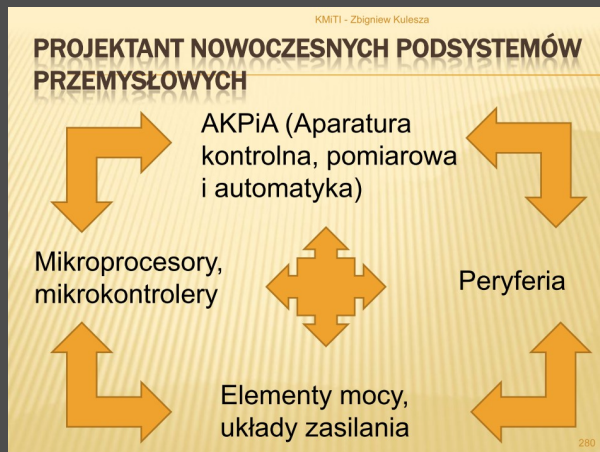 KMiTI - Zbigniew Kulesza
PROJEKTANT NOWOCZESNYCH PODSYSTEMÓW
PRZEMYSŁOWYCH
AKPiA (Aparatura
kontrolna, pomiarowa
i automatyka)
Mikroprocesory,
mikrokontrolery
Peryferia
Elementy mocy,
układy zasilania
280